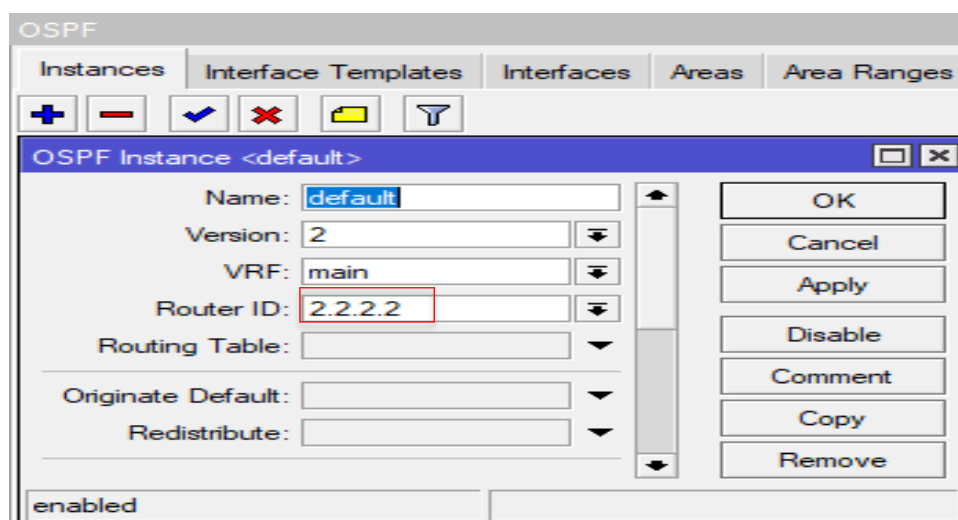 OSPF
Instances Interface Templates Interfaces Areas Area Ranges
OSPF Instance <default>
Name: default
Version: 2
VRF: main
Router ID: 2.2.2.2
Routing Table:
Originate Default:
Redistribute:
OK
Cancel
Apply
Disable
Comment
Copy
Remove
enabled